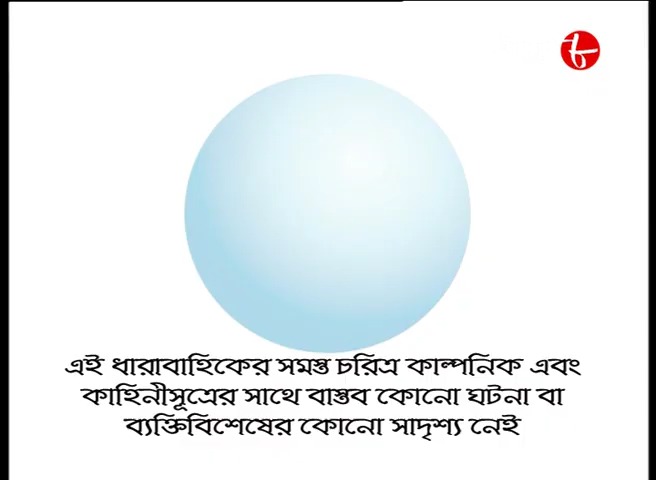 এই ধারাবাহিকের সমস্ত চরিত্র কাল্পনিক এবং
কাহিনীসূত্রের সাথে বাস্তব কোনো ঘটনা বা
ব্যক্তিবিশেষের কোনো সাদৃশ্য নেই